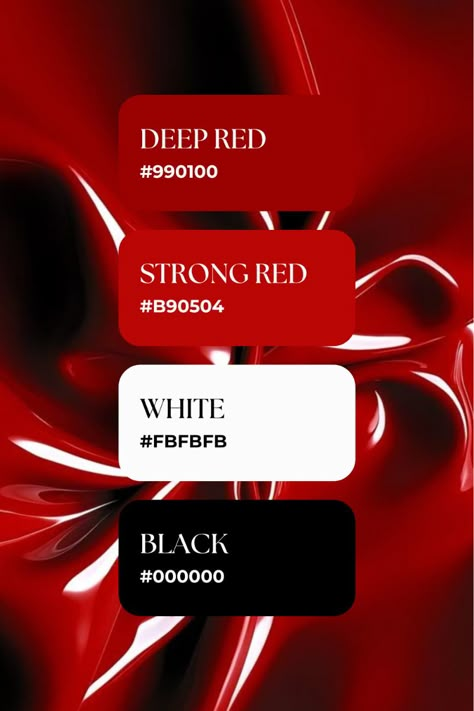 DEEP RED
#990100
STRONG RED
#B90504
WHITE
#FBFBFB
BLACK
#000000